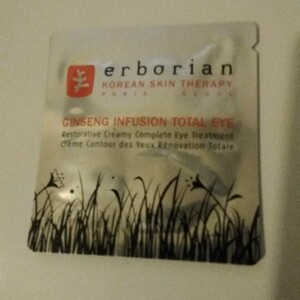 erborian
KOREAN SKIN THERAPY
PARIS SEOUL
GINSENG INFUSION TOTAL EYE
Restorative Creamy Complete Eye Treatment
Crème Contour des Yeux Rénovation Totale